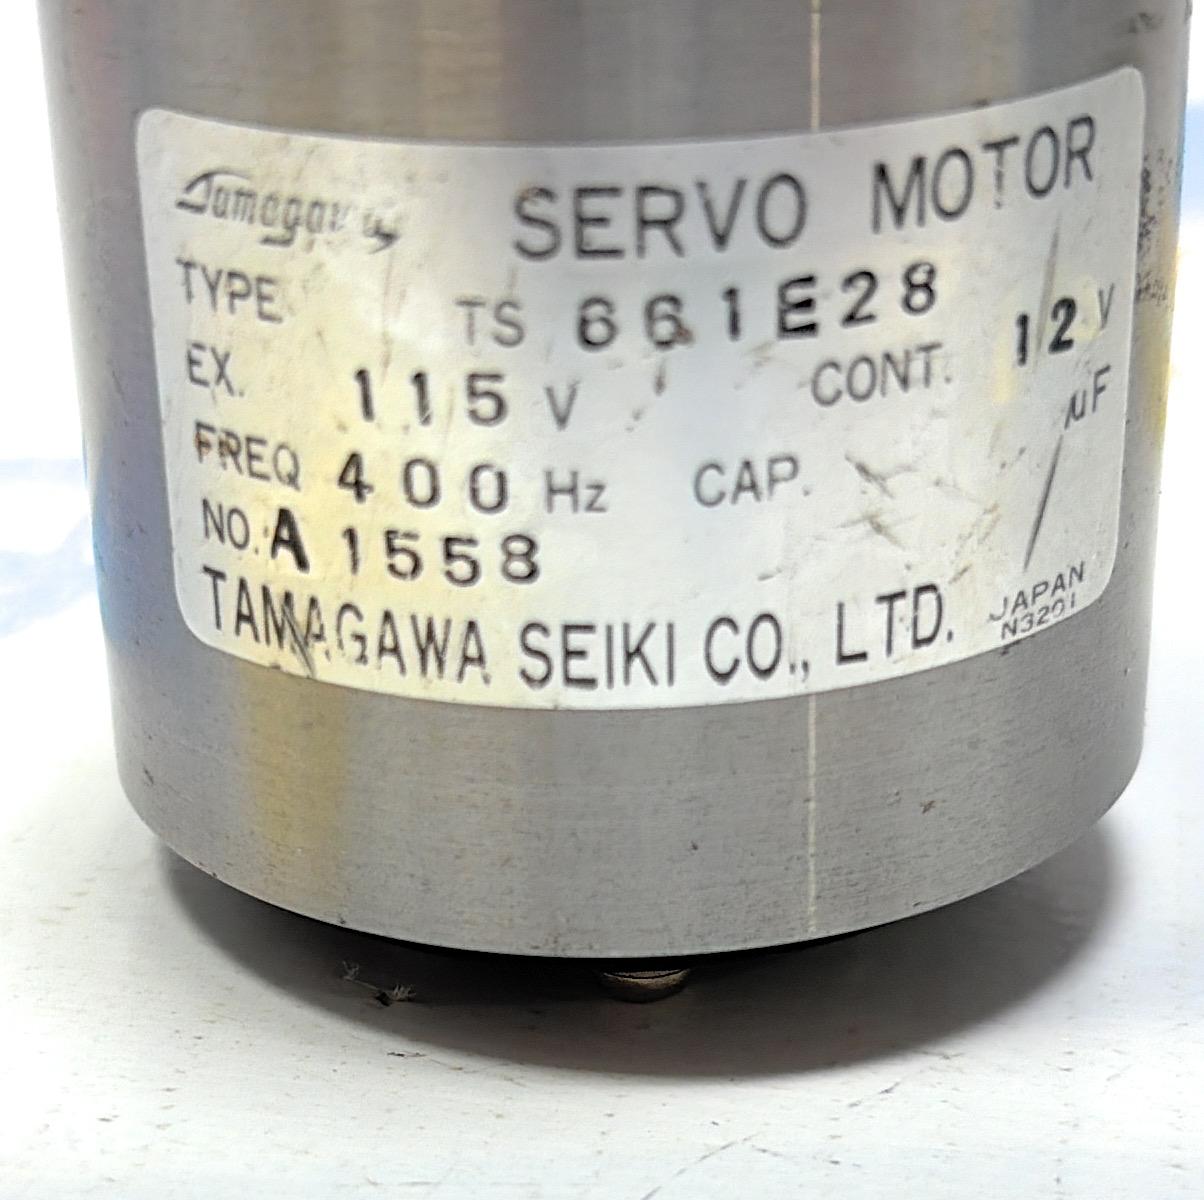 Tamagawa SERVO MOTOR
TYPE TS 661E28
EX. 115 V CONT. 12 V
FREQ 400 Hz CAP. µF
NO. A 1558
TAMAGAWA SEIKI CO., LTD. JAPAN
N3201